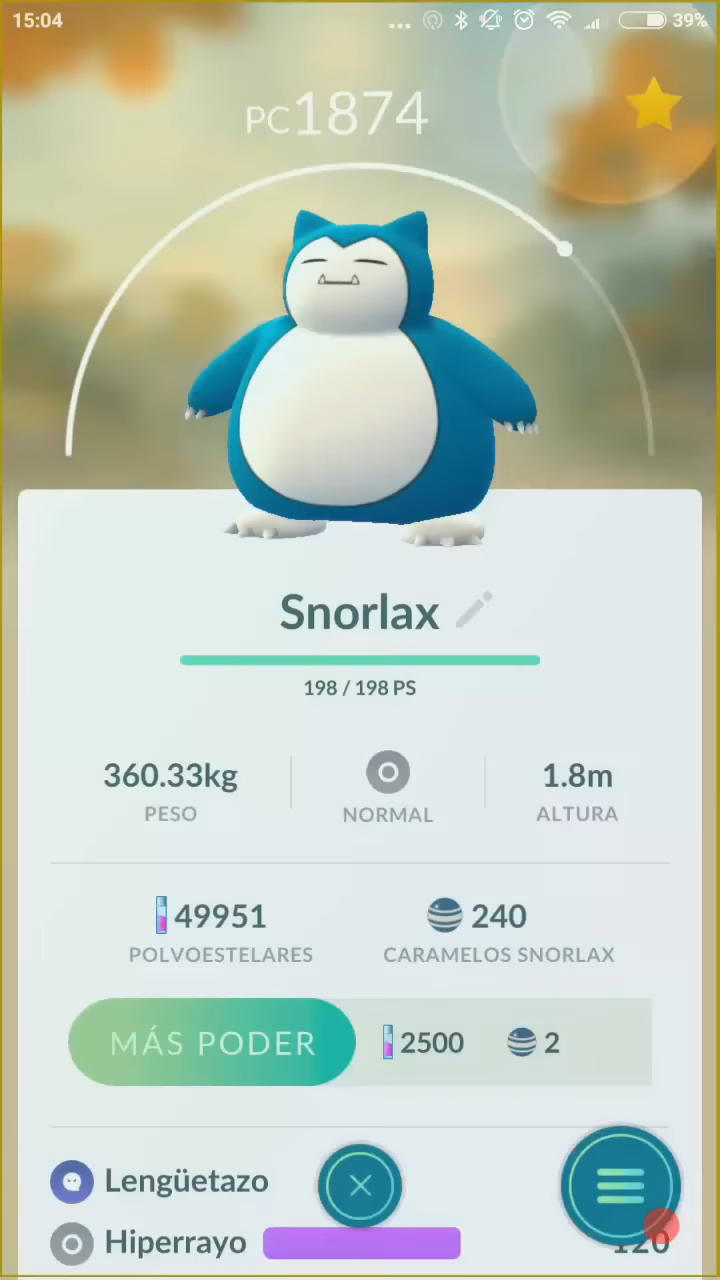 15:04 39%
PC1874
Snorlax
198 / 198 PS
360.33kg NORMAL 1.8m
PESO ALTURA
49951 240
POLVOESTELARES CARAMELOS SNORLAX
MÁS PODER 2500 2
Lengüetazo
Hiperrayo 120